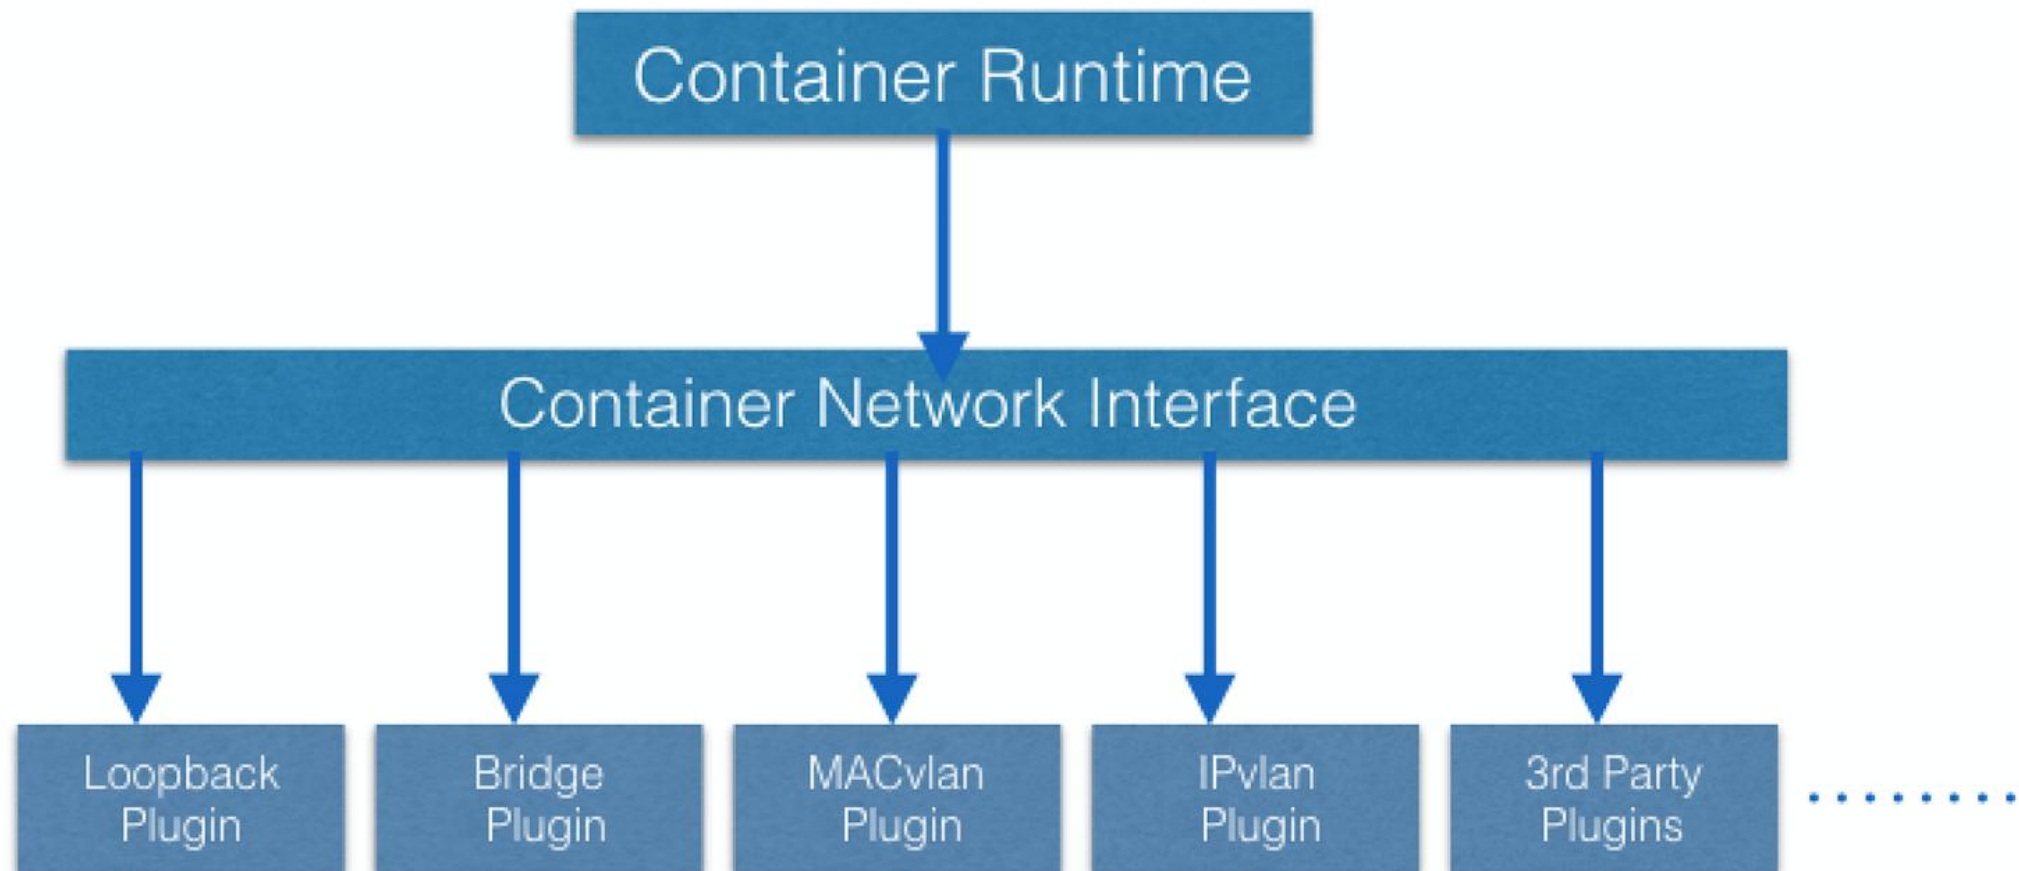 Container Runtime
Container Network Interface
Loopback
Plugin
Bridge
Plugin
MACvlan
Plugin
IPvlan
Plugin
3rd Party
Plugins